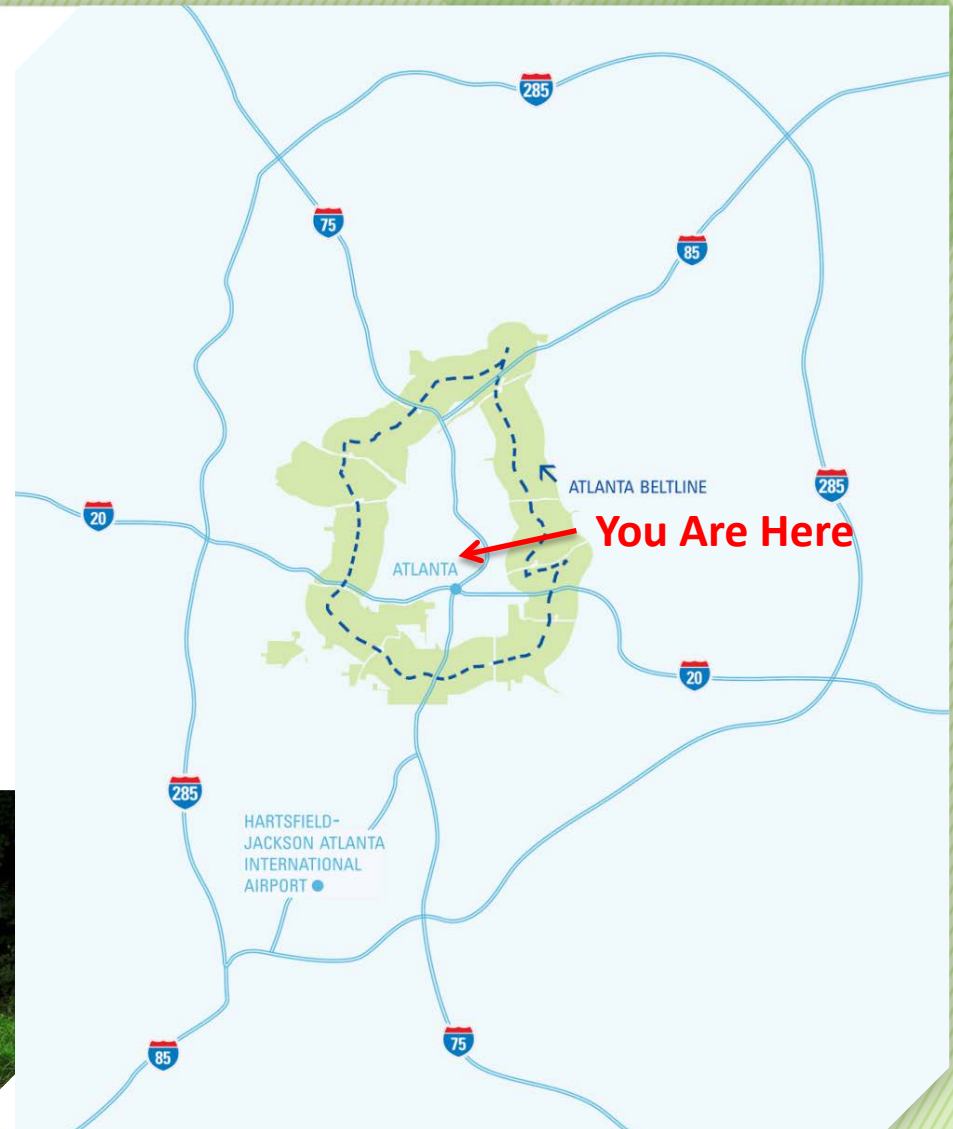 285
75
85
ATLANTA BELTLINE
285
20
You Are Here
ATLANTA
20
285
HARTSFIELD-
JACKSON ATLANTA
INTERNATIONAL
AIRPORT
75
85